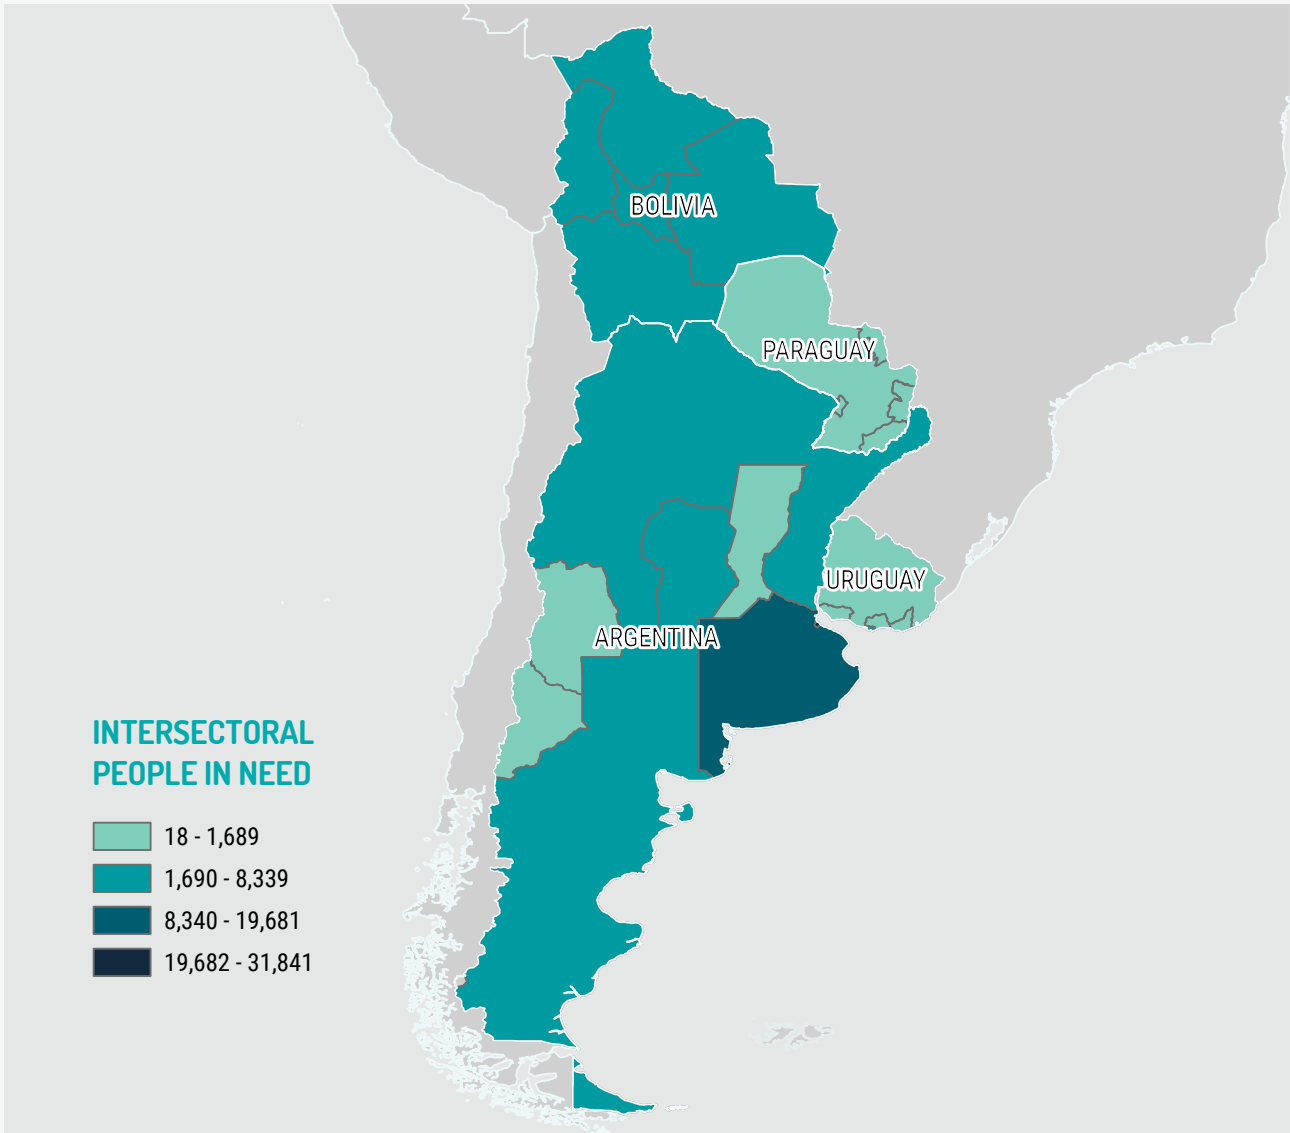 BOLIVIA
PARAGUAY
URUGUAY
ARGENTINA
INTERSECTORAL
PEOPLE IN NEED
18 - 1,689
1,690 - 8,339
8,340 - 19,681
19,682 - 31,841